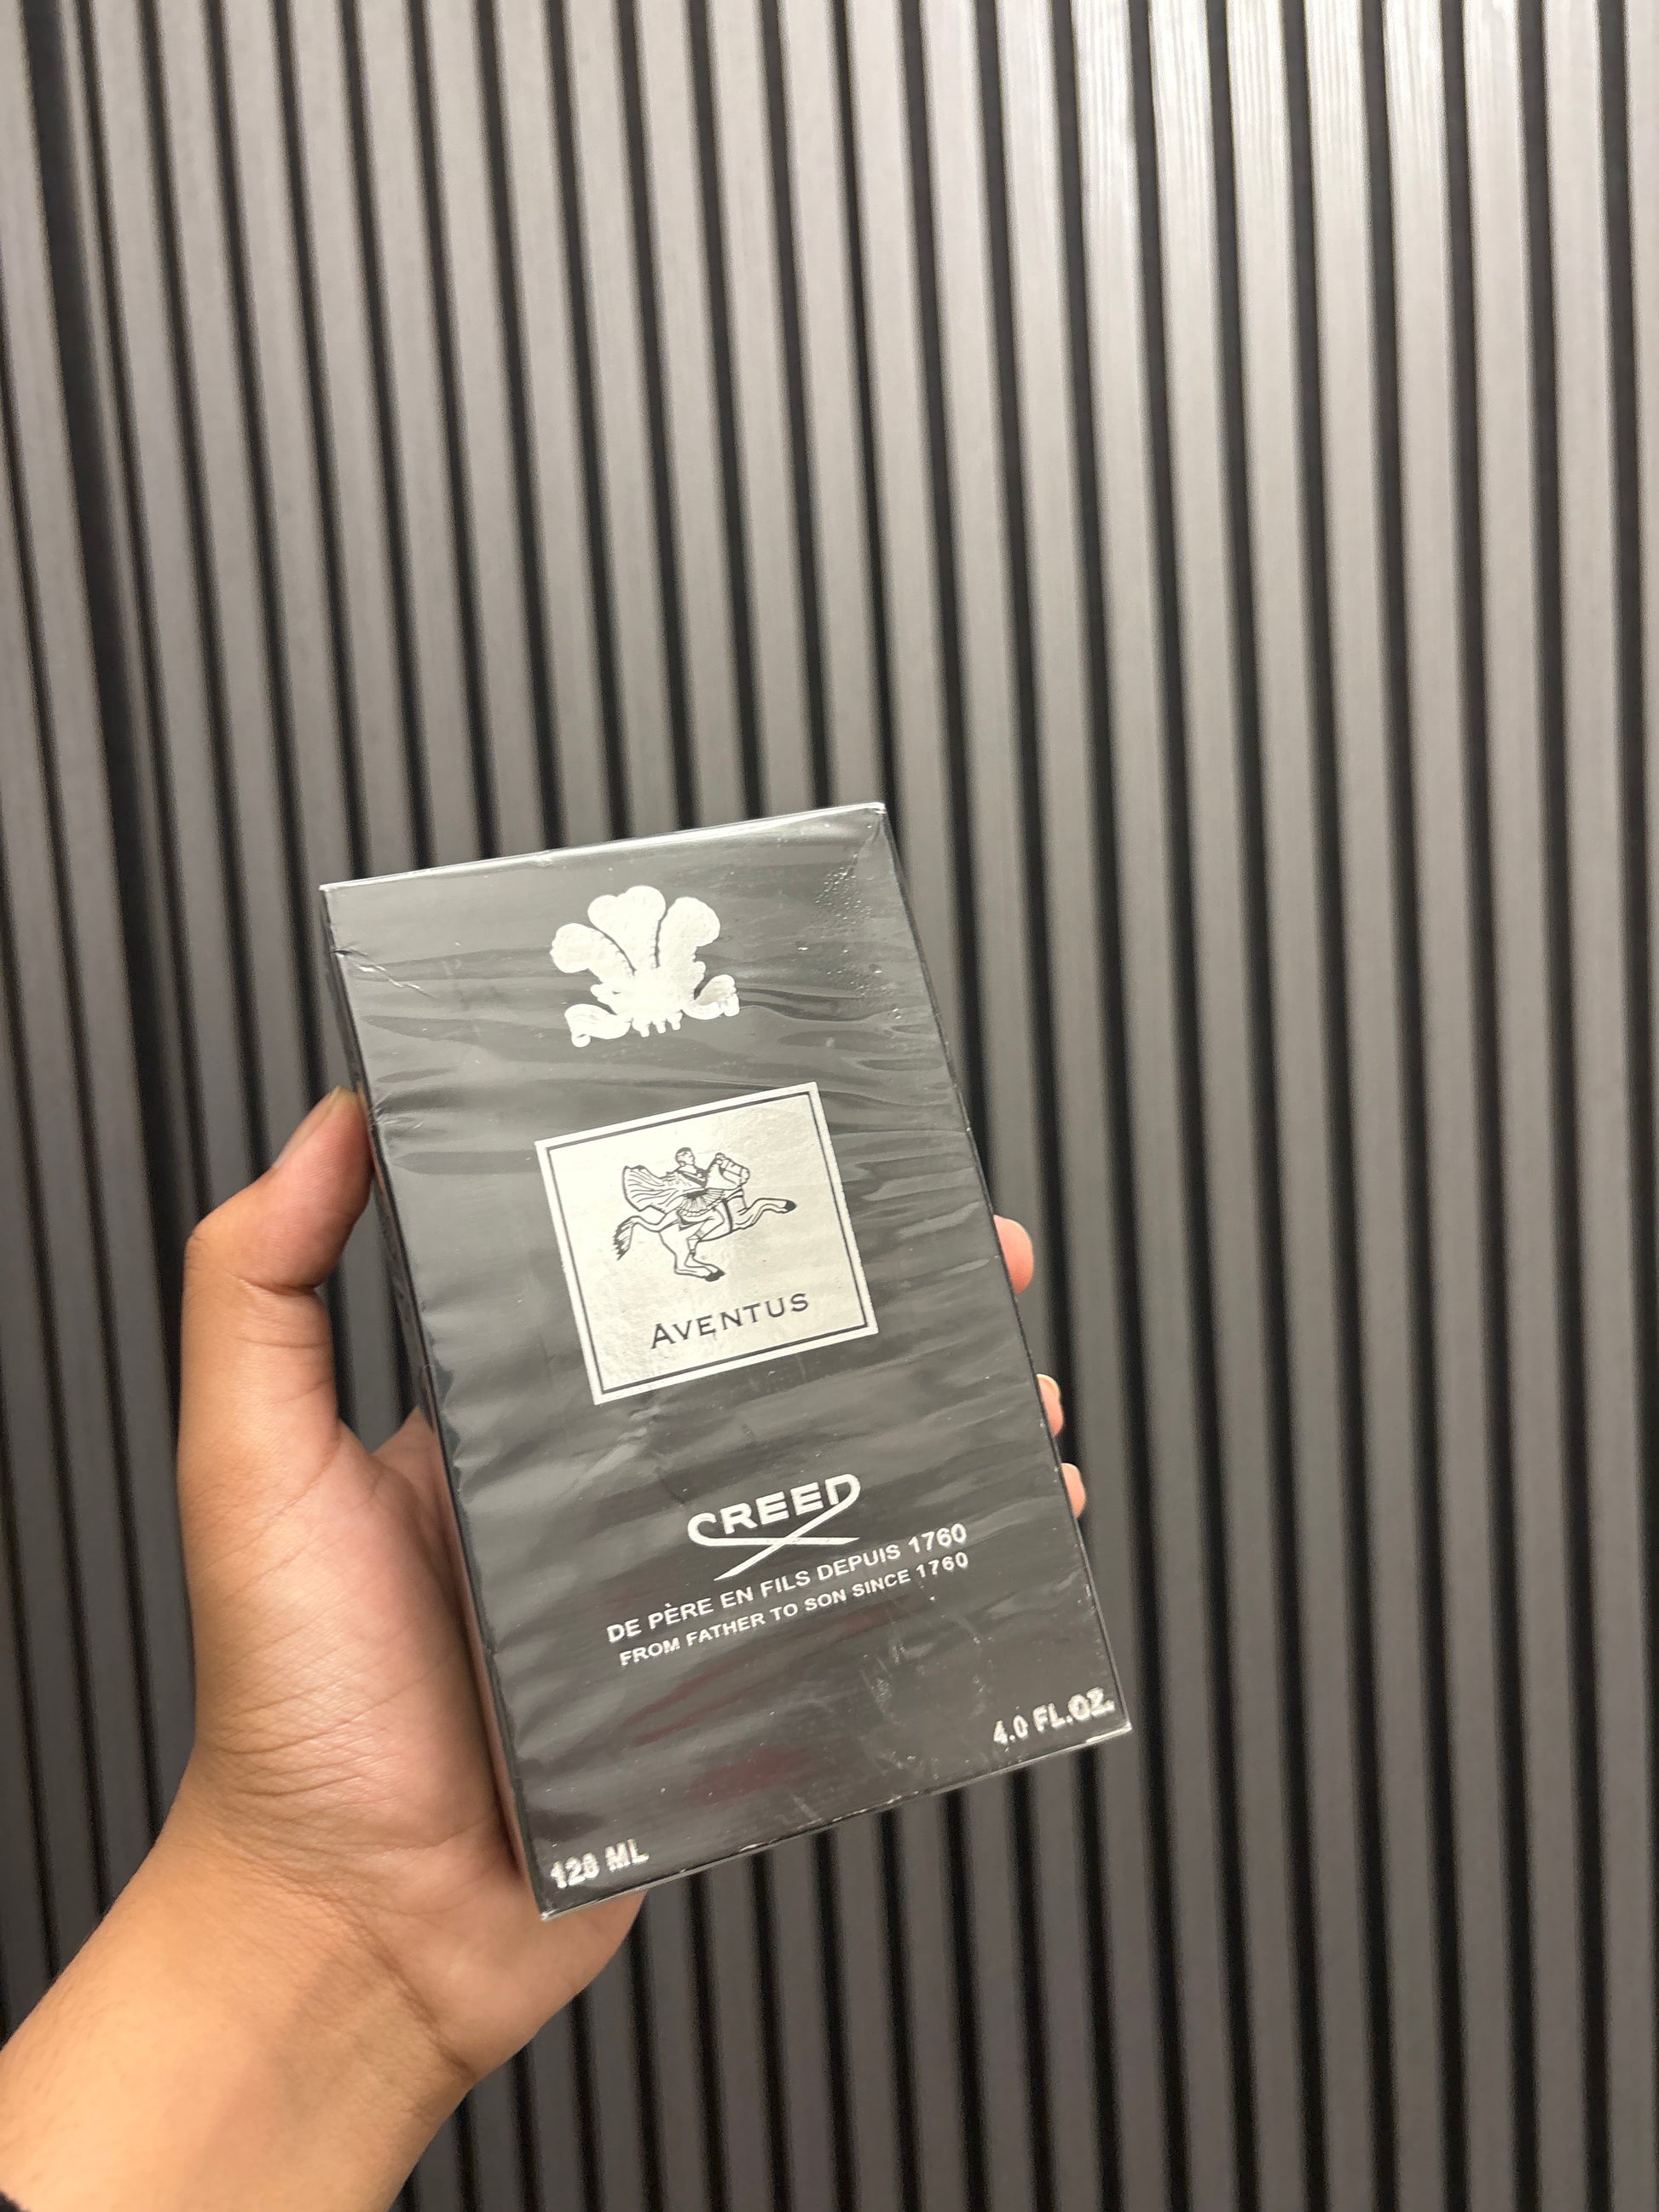 AVENTUS
CREED
DE PÈRE EN FILS DEPUIS 1760
FROM FATHER TO SON SINCE 1760
4.0 FL.OZ.
120 ML